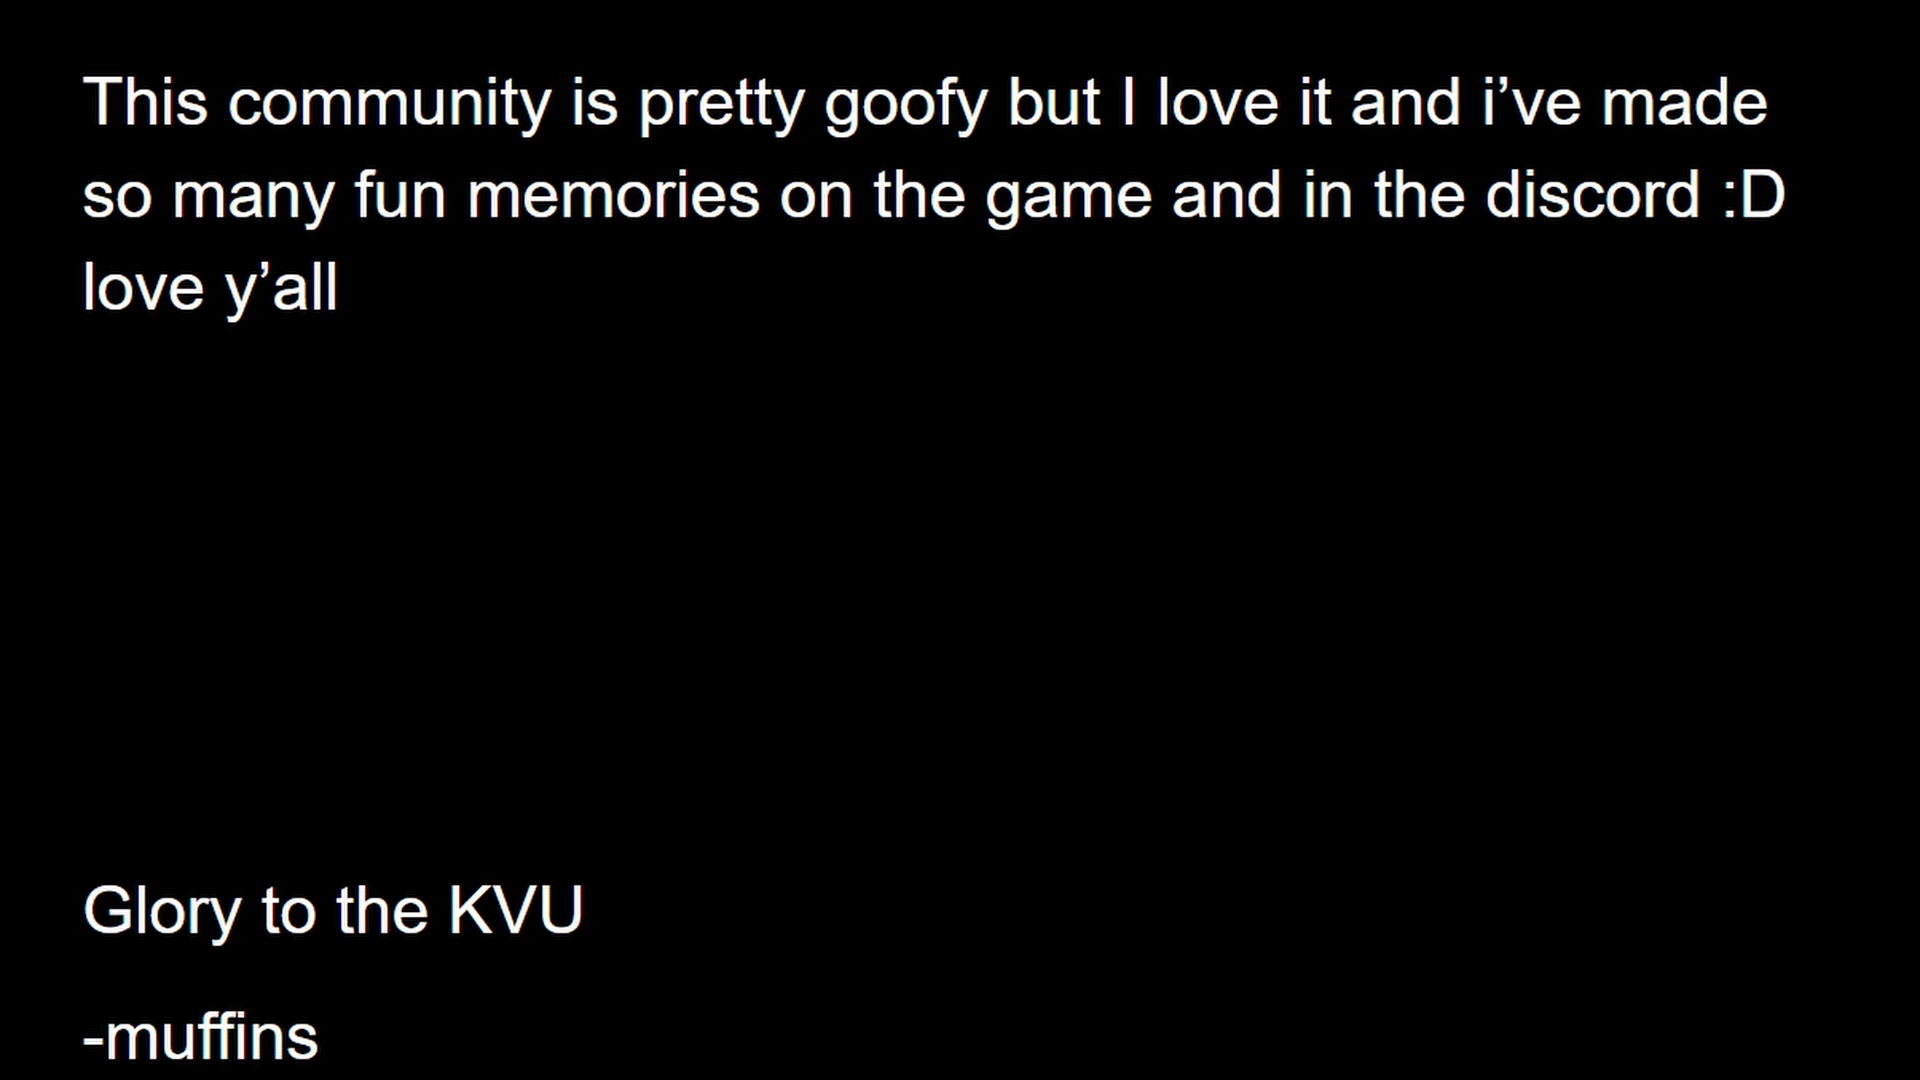 This community is pretty goofy but I love it and i’ve made
so many fun memories on the game and in the discord :D
love y’all
Glory to the KVU
-muffins